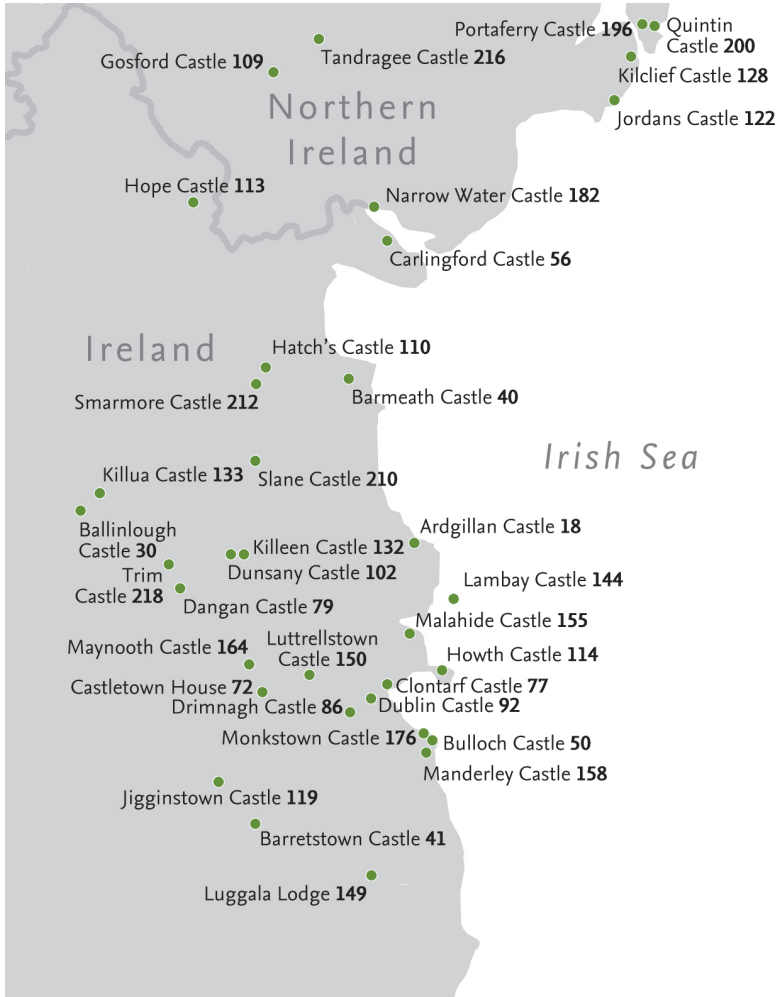 Portaferry Castle 196
Quintin
Castle 200
Gosford Castle 109
Tandragee Castle 216
Kilclief Castle 128
Northern
Ireland
Jordans Castle 122
Hope Castle 113
Narrow Water Castle 182
Carlingford Castle 56
Ireland
Hatch's Castle 110
Smarmore Castle 212
Barmeath Castle 40
Irish Sea
Killua Castle 133
Slane Castle 210
Ballinlough
Castle 30
Ardgillan Castle 18
Killeen Castle 132
Dunsany Castle 102
Trim
Castle 218
Lambay Castle 144
Dangan Castle 79
Malahide Castle 155
Maynooth Castle 164
Luttrellstown
Castle 150
Howth Castle 114
Castletown House 72
Clontarf Castle 77
Drimnagh Castle 86
Dublin Castle 92
Monkstown Castle 176
Bulloch Castle 50
Manderley Castle 158
Jigginstown Castle 119
Barretstown Castle 41
Luggala Lodge 149